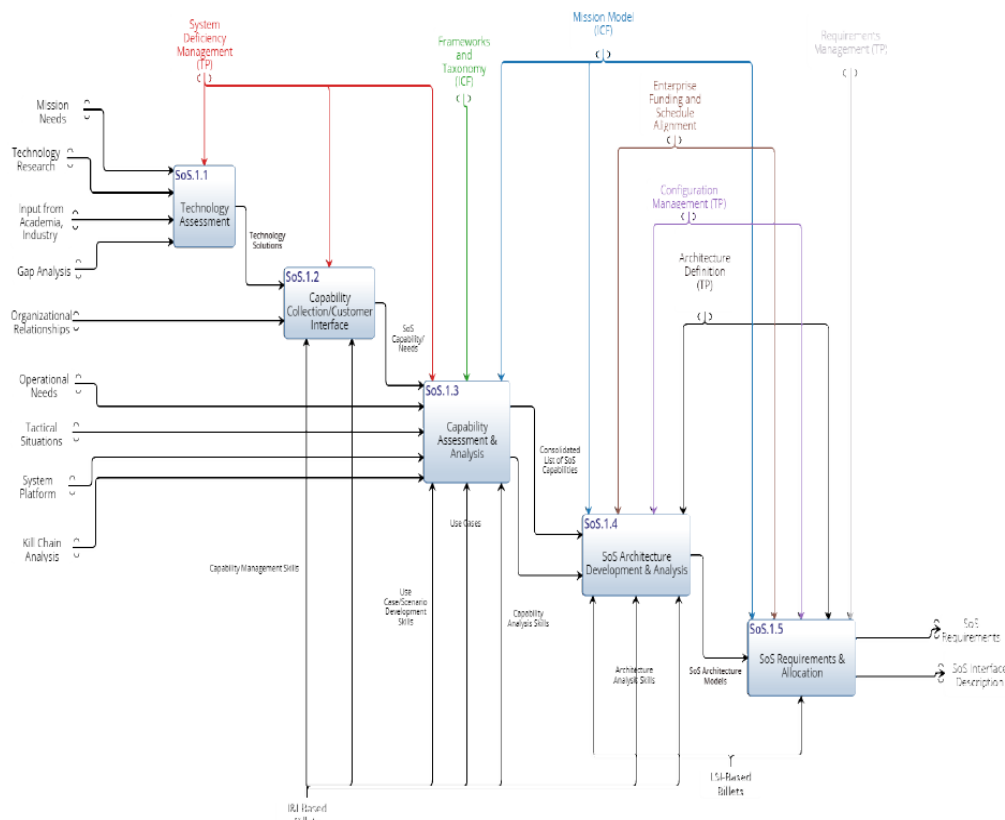 System
Deficiency
Management
(TP)
Frameworks
and
Taxonomy
(ICF)
Mission Model
(ICF)
Requirements
Management (TP)
Enterprise
Funding and
Schedule
Alignment
Configuration
Management (TP)
Architecture
Definition
(TP)
Mission
Needs
Technology
Research
Input from
Academia,
Industry
Gap Analysis
Organizational
Relationships
Operational
Needs
Tactical
Situations
System
Platform
Kill Chain
Analysis
SoS.1.1
Technology
Assessment
Technology
Solutions
SoS.1.2
Capability
Collection/Customer
Interface
SoS
Capability/
Needs
SoS.1.3
Capability
Assessment &
Analysis
Consolidated
List of SoS
Capabilities
Use Cases
SoS.1.4
SoS Architecture
Development & Analysis
Capability Management Skills
Use
Case/Scenario
Development
Skills
Capability
Analysis Skills
Architecture
Analysis Skills
SoS Architecture
Models
SoS.1.5
SoS Requirements &
Allocation
SoS
Requirements
SoS Interface
Description
LSI-Based
Billets